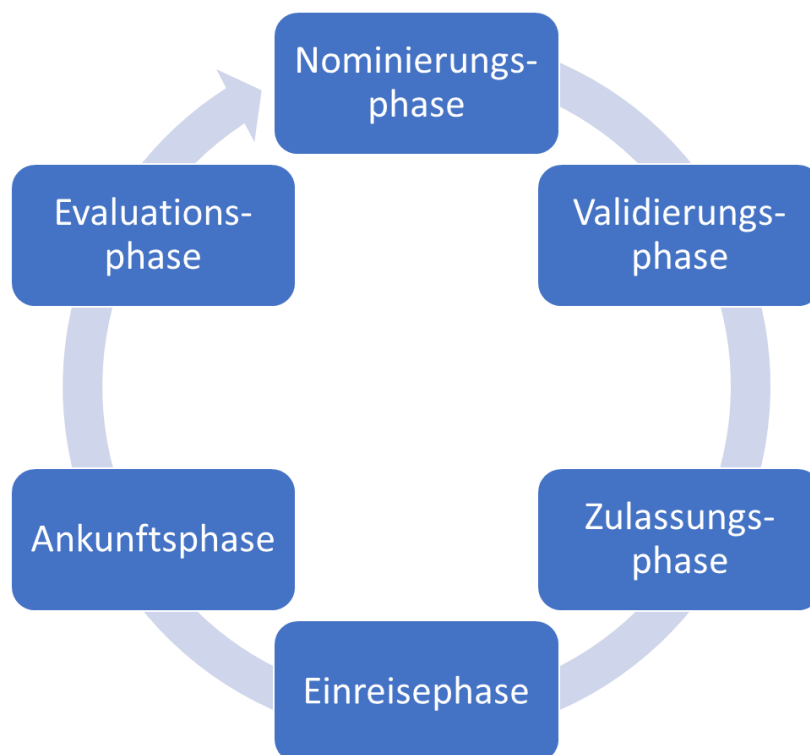 Nominierungs-
phase
Validierungs-
phase
Zulassungs-
phase
Einreisephase
Ankunftsphase
Evaluations-
phase